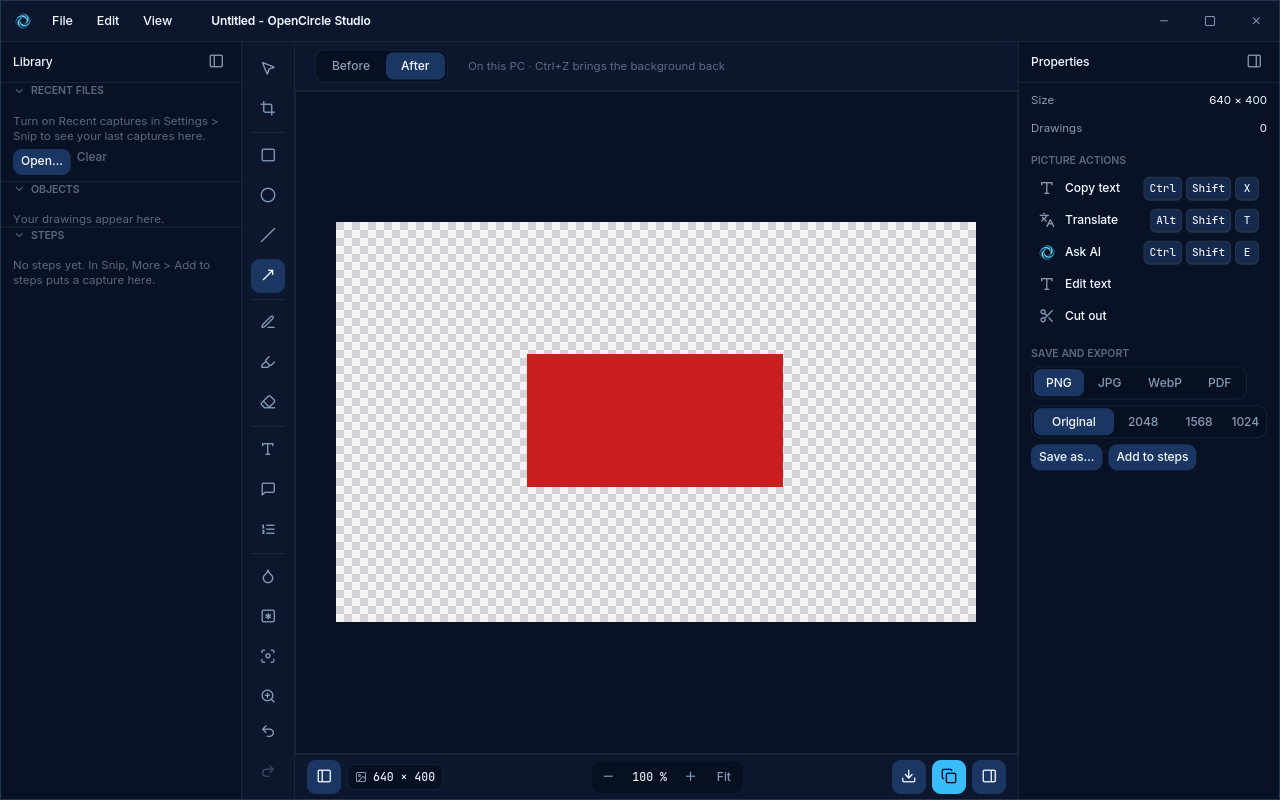 File Edit View Untitled - OpenCircle Studio
Library
RECENT FILES
Turn on Recent captures in Settings >
Snip to see your last captures here.
Open... Clear
OBJECTS
Your drawings appear here.
STEPS
No steps yet. In Snip, More > Add to
steps puts a capture here.
Before After On this PC · Ctrl+Z brings the background back
640 × 400 100 % Fit
Properties
Size 640 × 400
Drawings 0
PICTURE ACTIONS
Copy text Ctrl Shift X
Translate Alt Shift T
Ask AI Ctrl Shift E
Edit text
Cut out
SAVE AND EXPORT
PNG JPG WebP PDF
Original 2048 1568 1024
Save as... Add to steps